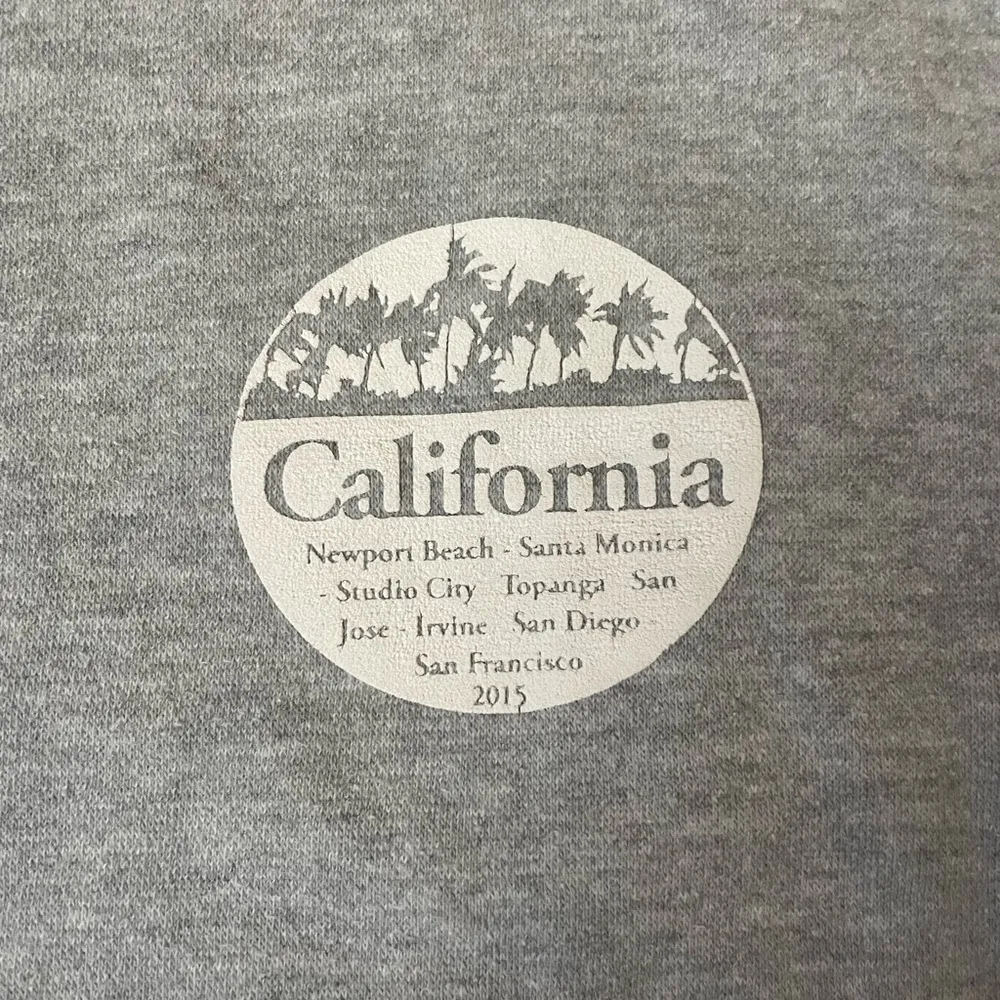 California
Newport Beach - Santa Monica
- Studio City Topanga San
Jose - Irvine San Diego -
San Francisco
2015